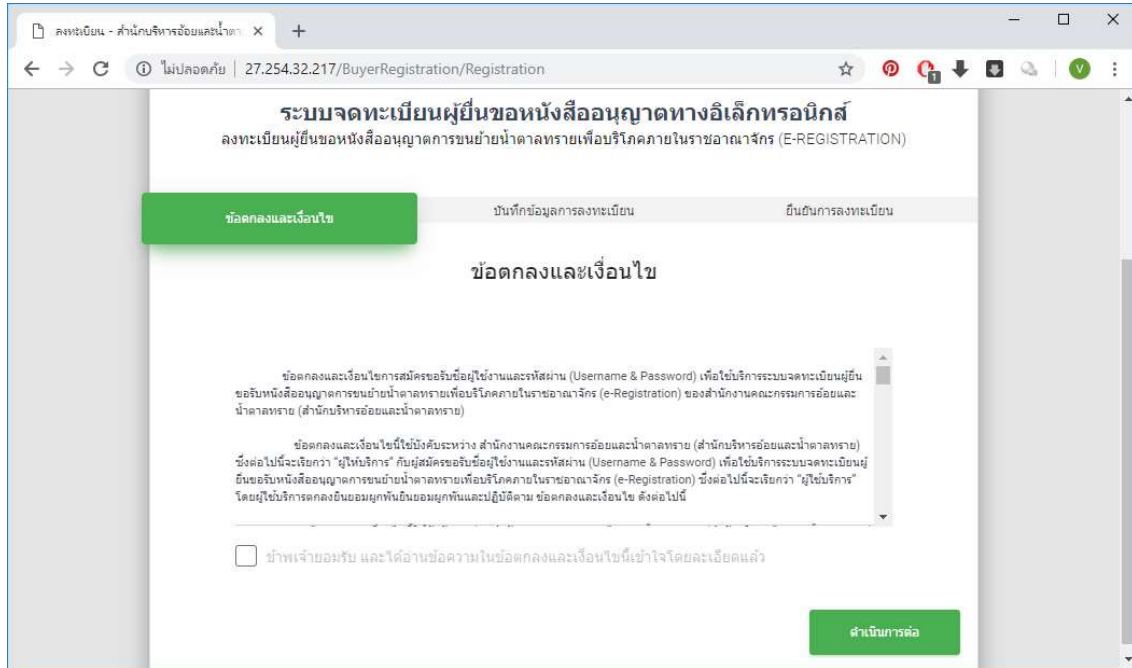 ลงทะเบียน - สำนักบริหารอ้อยและน้ำตา
ไม่ปลอดภัย | 27.254.32.217/BuyerRegistration/Registration
1
V
ระบบจดทะเบียนผู้ยื่นขอหนังสืออนุญาตทางอิเล็กทรอนิกส์
ลงทะเบียนผู้ยื่นขอหนังสืออนุญาตการขนย้ายน้ำตาลทรายเพื่อบริโภคภายในราชอาณาจักร (E-REGISTRATION)
ข้อตกลงและเงื่อนไข บันทึกข้อมูลการลงทะเบียน ยืนยันการลงทะเบียน
ข้อตกลงและเงื่อนไข
ข้อตกลงและเงื่อนไขการสมัครขอรับชื่อผู้ใช้งานและรหัสผ่าน (Username & Password) เพื่อใช้บริการระบบจดทะเบียนผู้ยื่น
ขอรับหนังสืออนุญาตการขนย้ายน้ำตาลทรายเพื่อบริโภคภายในราชอาณาจักร (e-Registration) ของสำนักงานคณะกรรมการอ้อยและ
น้ำตาลทราย (สำนักบริหารอ้อยและน้ำตาลทราย)
ข้อตกลงและเงื่อนไขนี้ใช้บังคับระหว่าง สำนักงานคณะกรรมการอ้อยและน้ำตาลทราย (สำนักบริหารอ้อยและน้ำตาลทราย)
ซึ่งต่อไปนี้จะเรียกว่า "ผู้ให้บริการ" กับผู้สมัครขอรับชื่อผู้ใช้งานและรหัสผ่าน (Username & Password) เพื่อใช้บริการระบบจดทะเบียนผู้
ยื่นขอรับหนังสืออนุญาตการขนย้ายน้ำตาลทรายเพื่อบริโภคภายในราชอาณาจักร (e-Registration) ซึ่งต่อไปนี้จะเรียกว่า "ผู้ใช้บริการ"
โดยผู้ใช้บริการตกลงยินยอมผูกพันยินยอมผูกพันและปฏิบัติตาม ข้อตกลงและเงื่อนไข ดังต่อไปนี้
ข้าพเจ้ายอมรับ และได้อ่านข้อความในข้อตกลงและเงื่อนไขนี้เข้าใจโดยละเอียดแล้ว
ดำเนินการต่อ